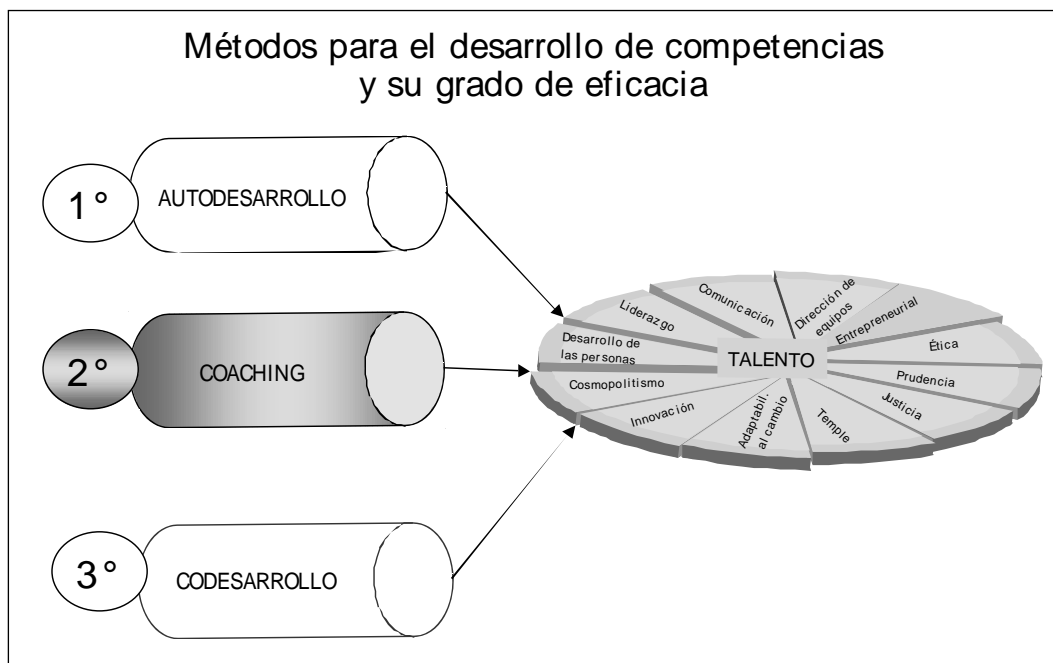 Métodos para el desarrollo de competencias
y su grado de eficacia
1°
AUTODESARROLLO
2°
COACHING
3°
CODESARROLLO
Liderazgo
Comunicación
Dirección de
equipos
Entrepreneurial
Desarrollo de
las personas
TALENTO
Ética
Cosmopolitismo
Prudencia
Innovación
Adaptabil.
al cambio
Temple
Justicia